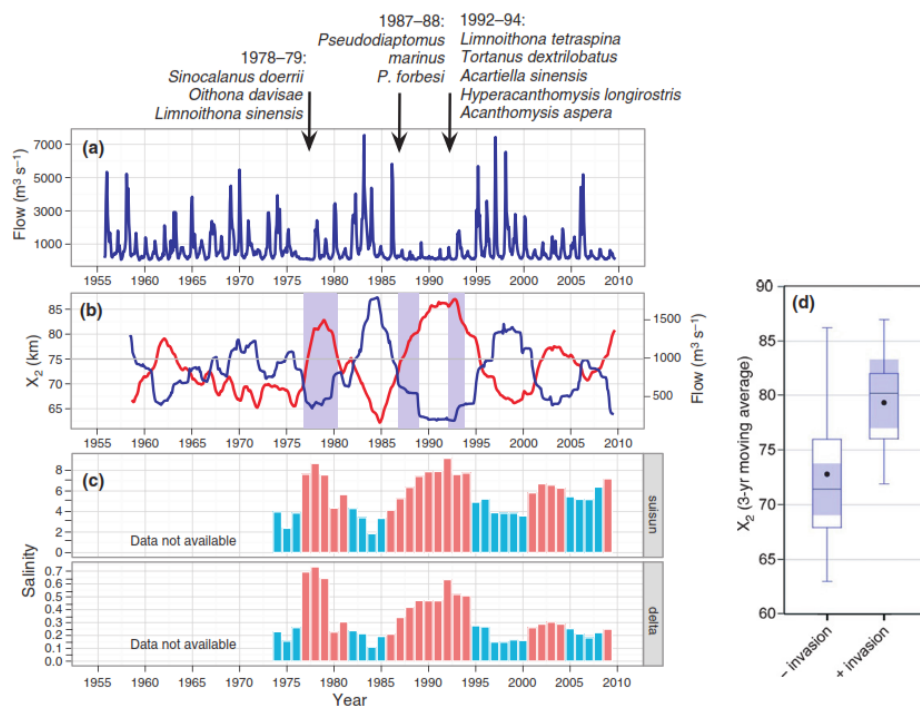 1978–79:
Sinocalanus doerrii
Oithona davisae
Limnoithona sinensis
1987–88:
Pseudodiaptomus
marinus
P. forbesi
1992–94:
Limnoithona tetraspina
Tortanus dextrilobatus
Acartiella sinensis
Hyperacanthomysis longirostris
Acanthomysis aspera
(a)
Flow (m³ s⁻¹)
7000
5000
3000
1000
1955 1960 1965 1970 1975 1980 1985 1990 1995 2000 2005 2010
(b)
X₂ (km)
85
80
75
70
65
Flow (m³ s⁻¹)
1500
1000
500
1955 1960 1965 1970 1975 1980 1985 1990 1995 2000 2005 2010
(c)
Salinity
8
6
4
2
0
Data not available
suisun
0.7
0.6
0.5
0.4
0.3
0.2
0.1
0.0
Data not available
delta
1955 1960 1965 1970 1975 1980 1985 1990 1995 2000 2005 2010
Year
(d)
X₂ (3-yr moving average)
90
85
80
75
70
65
60
– invasion
+ invasion